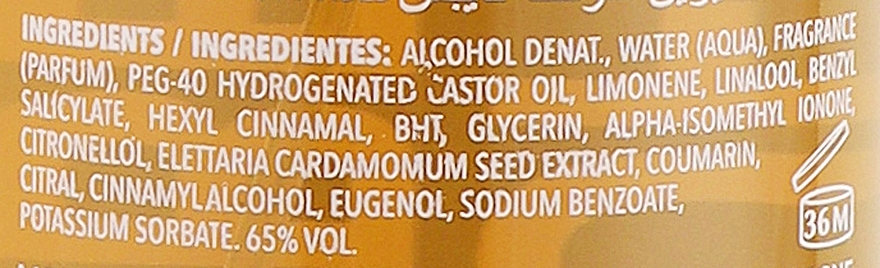 INGREDIENTS / INGREDIENTES: ALCOHOL DENAT., WATER (AQUA), FRAGRANCE
(PARFUM), PEG-40 HYDROGENATED CASTOR OIL, LIMONENE, LINALOOL, BENZYL
SALICYLATE, HEXYL CINNAMAL, BHT, GLYCERIN, ALPHA-ISOMETHYL IONONE,
CITRONELLOL, ELETTARIA CARDAMOMUM SEED EXTRACT, COUMARIN,
CITRAL, CINNAMYL ALCOHOL, EUGENOL, SODIUM BENZOATE,
POTASSIUM SORBATE. 65% VOL.
36M